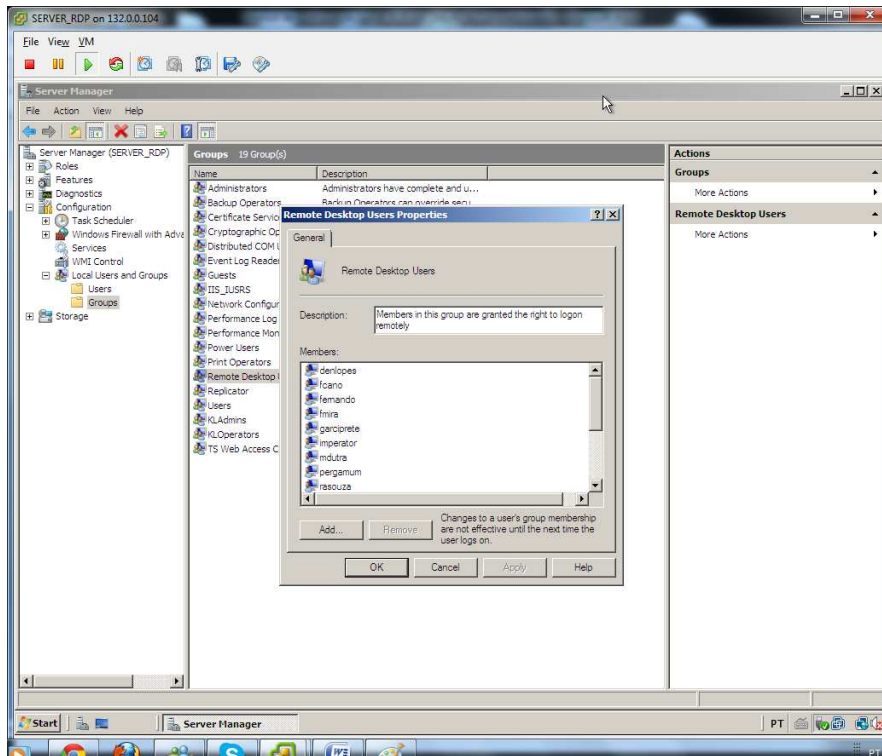 SERVER_RDP on 132.0.0.104
File View VM
Server Manager
File Action View Help
Server Manager (SERVER_RDP)
Roles
Features
Diagnostics
Configuration
Task Scheduler
Windows Firewall with Adva
Services
WMI Control
Local Users and Groups
Users
Groups
Storage
Groups 19 Group(s)
Name Description
Administrators Administrators have complete and u...
Backup Operators Backup Operators can override secu
Certificate Servic
Cryptographic Op
Distributed COM U
Event Log Reade
Guests
IIS_IUSRS
Network Configur
Performance Log
Performance Mon
Power Users
Print Operators
Remote Desktop U
Replicator
Users
KLAdmins
KLOperators
TS Web Access C
Remote Desktop Users Properties
General
Remote Desktop Users
Description: Members in this group are granted the right to logon
remotely
Members:
denlopes
fcano
fernando
fmira
garciprete
imperator
mdutra
pergamum
rasouza
Add... Remove
Changes to a user's group membership
are not effective until the next time the
user logs on.
OK Cancel Apply Help
Actions
Groups
More Actions
Remote Desktop Users
More Actions
Start Server Manager PT
PT